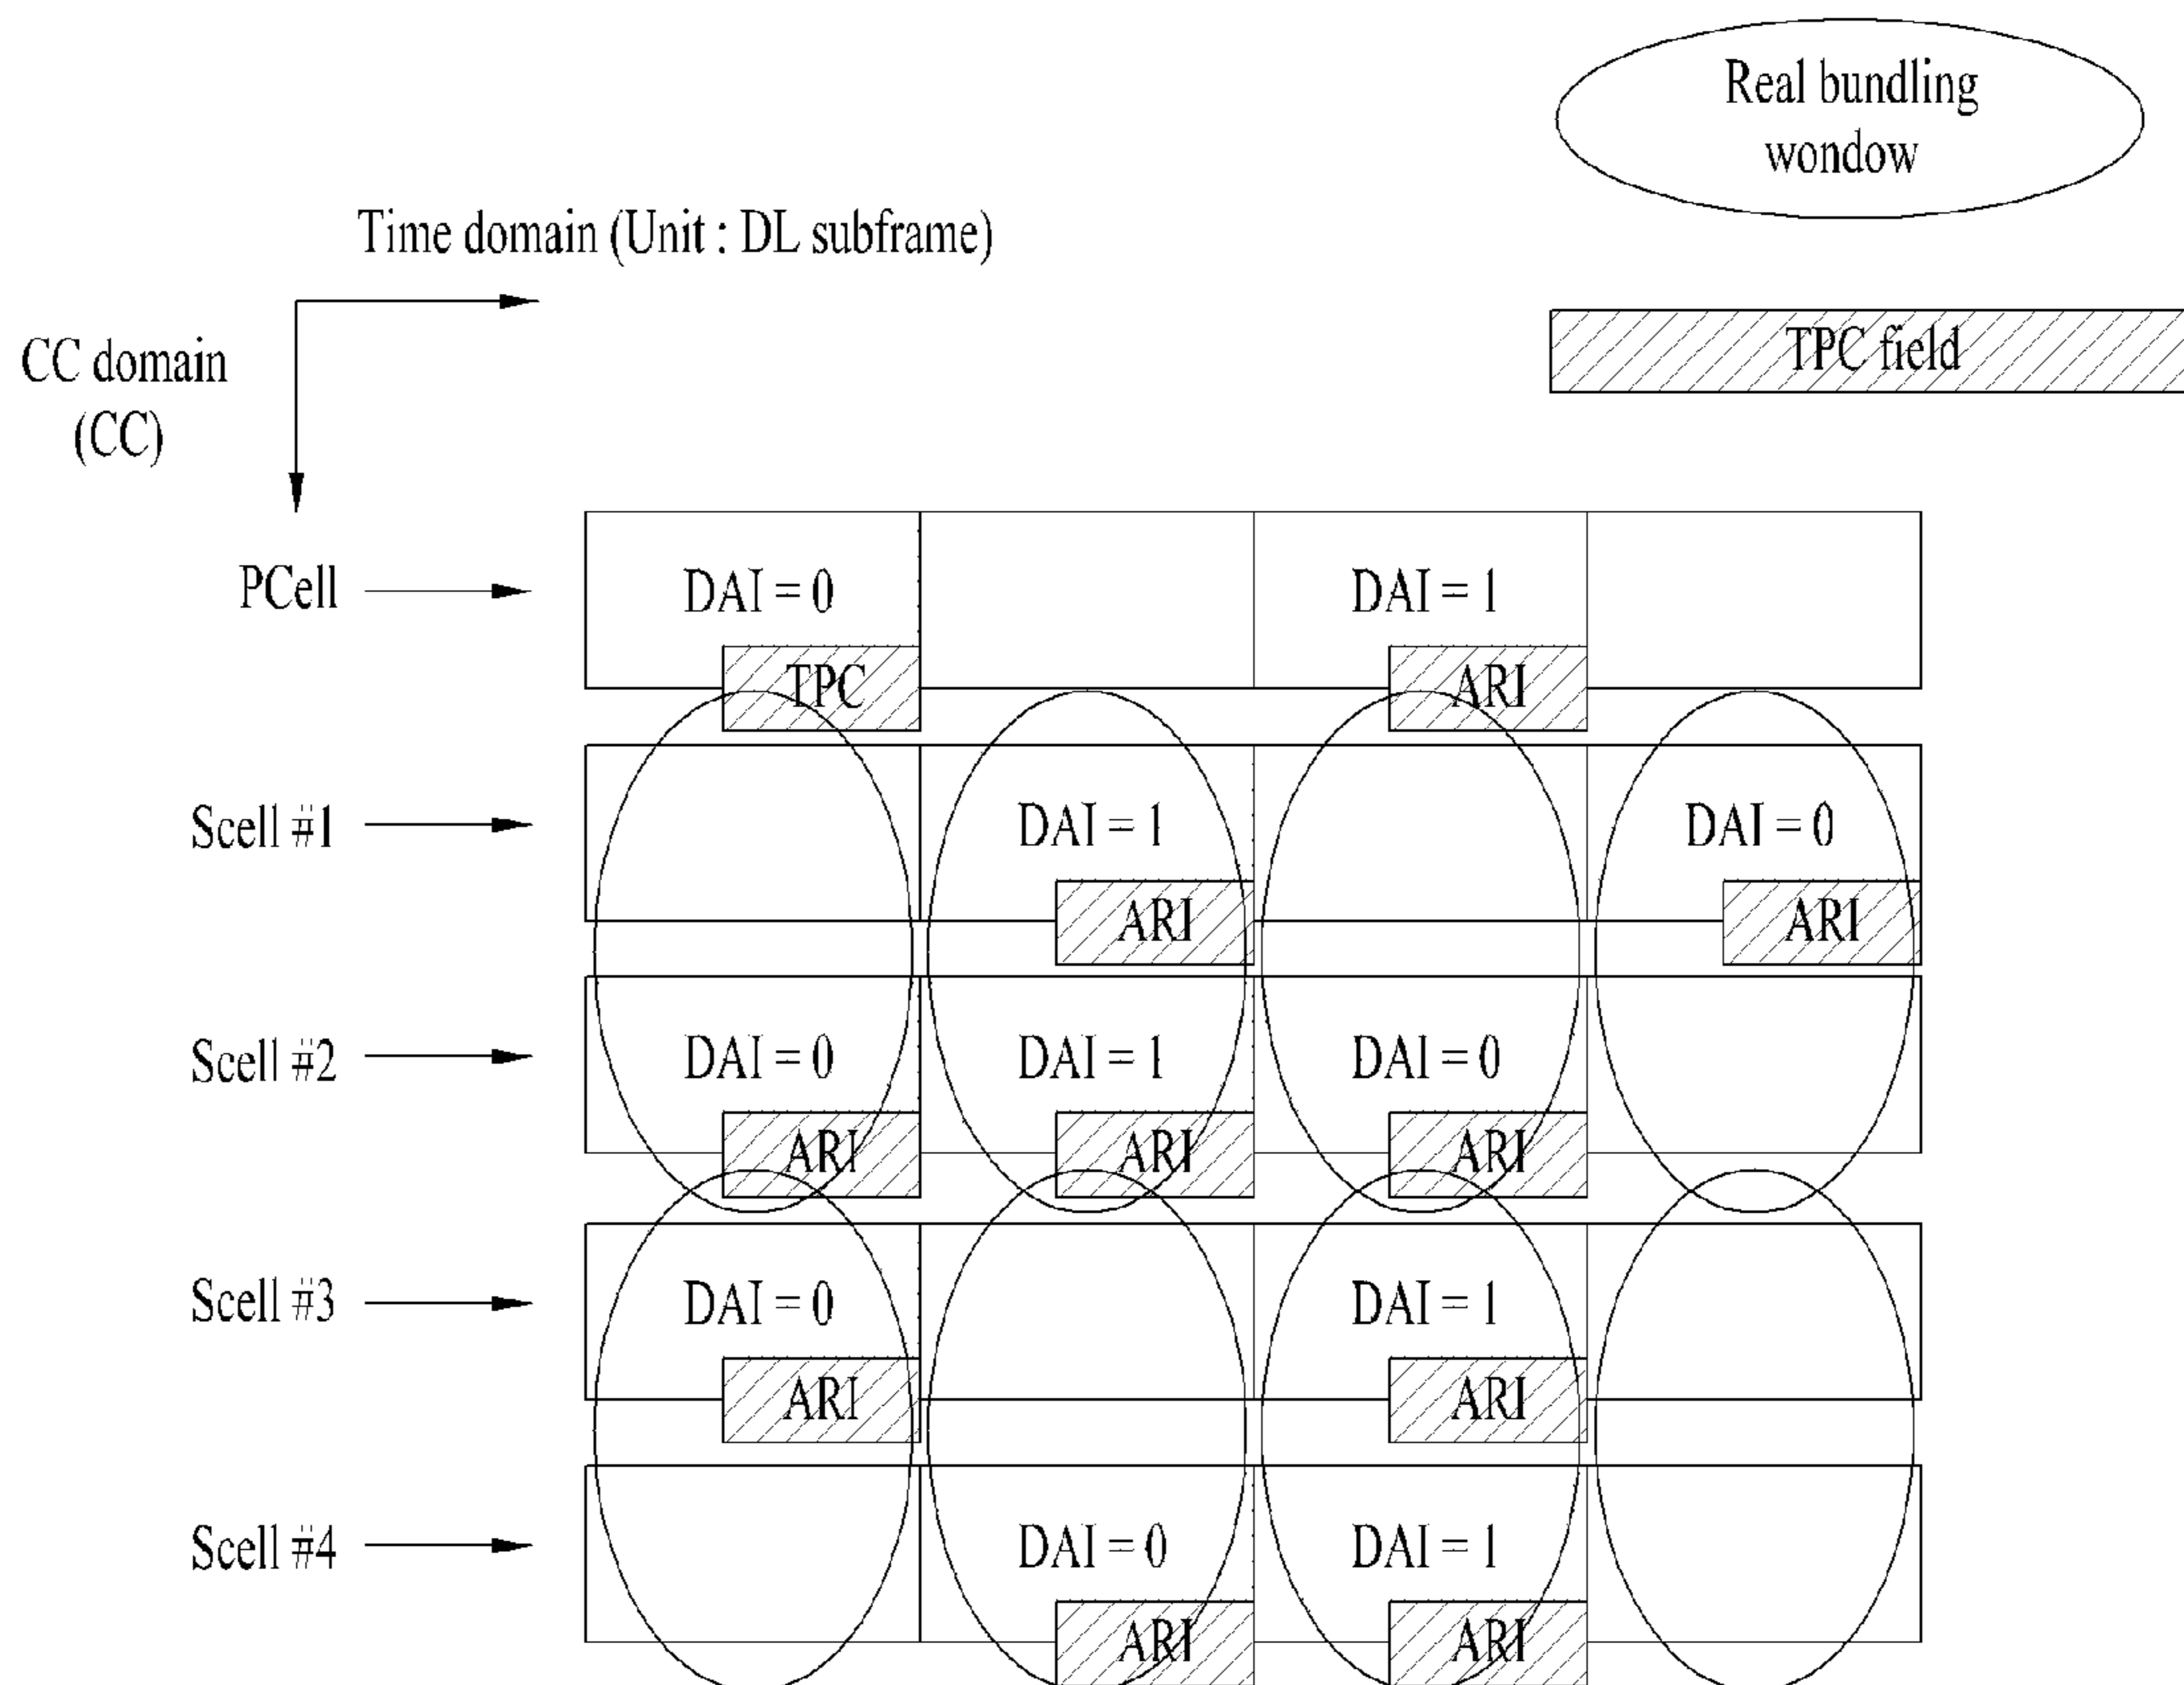 Real bundling
wondow
Time domain (Unit : DL subframe)
TPC field
CC domain
(CC)
PCell
DAI = 0
DAI = 1
TPC
ARI
Scell #1
DAI = 1
DAI = 0
ARI
ARI
Scell #2
DAI = 0
DAI = 1
DAI = 0
ARI
ARI
ARI
Scell #3
DAI = 0
DAI = 1
ARI
ARI
Scell #4
DAI = 0
DAI = 1
ARI
ARI